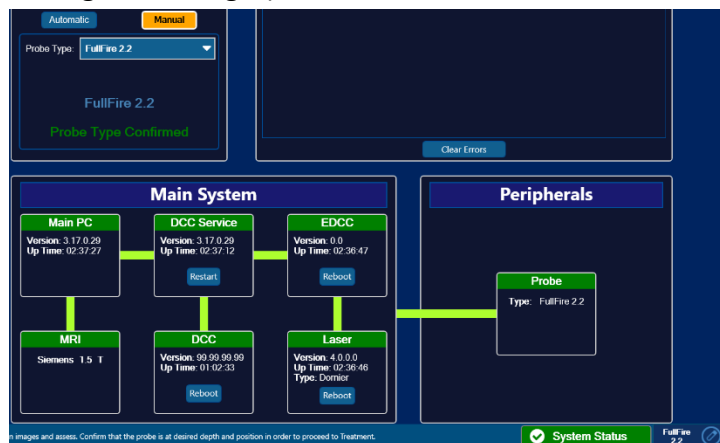 Automatic
Manual
Probe Type: FullFire 2.2
FullFire 2.2
Probe Type Confirmed
Clear Errors
Main System
Peripherals
Main PC
Version: 3.17.0.29
Up Time: 02:37:27
DCC Service
Version: 3.17.0.29
Up Time: 02:37:12
Restart
EDCC
Version: 0.0
Up Time: 02:36:47
Reboot
Probe
Type: FullFire 2.2
MRI
Siemens 1.5 T
DCC
Version: 99.99.99.99
Up Time: 01:02:33
Reboot
Laser
Version: 4.0.0.0
Up Time: 02:36:46
Type: Dornier
Reboot
images and assess. Confirm that the probe is at desired depth and position in order to proceed to Treatment.
System Status
FullFire
2.2